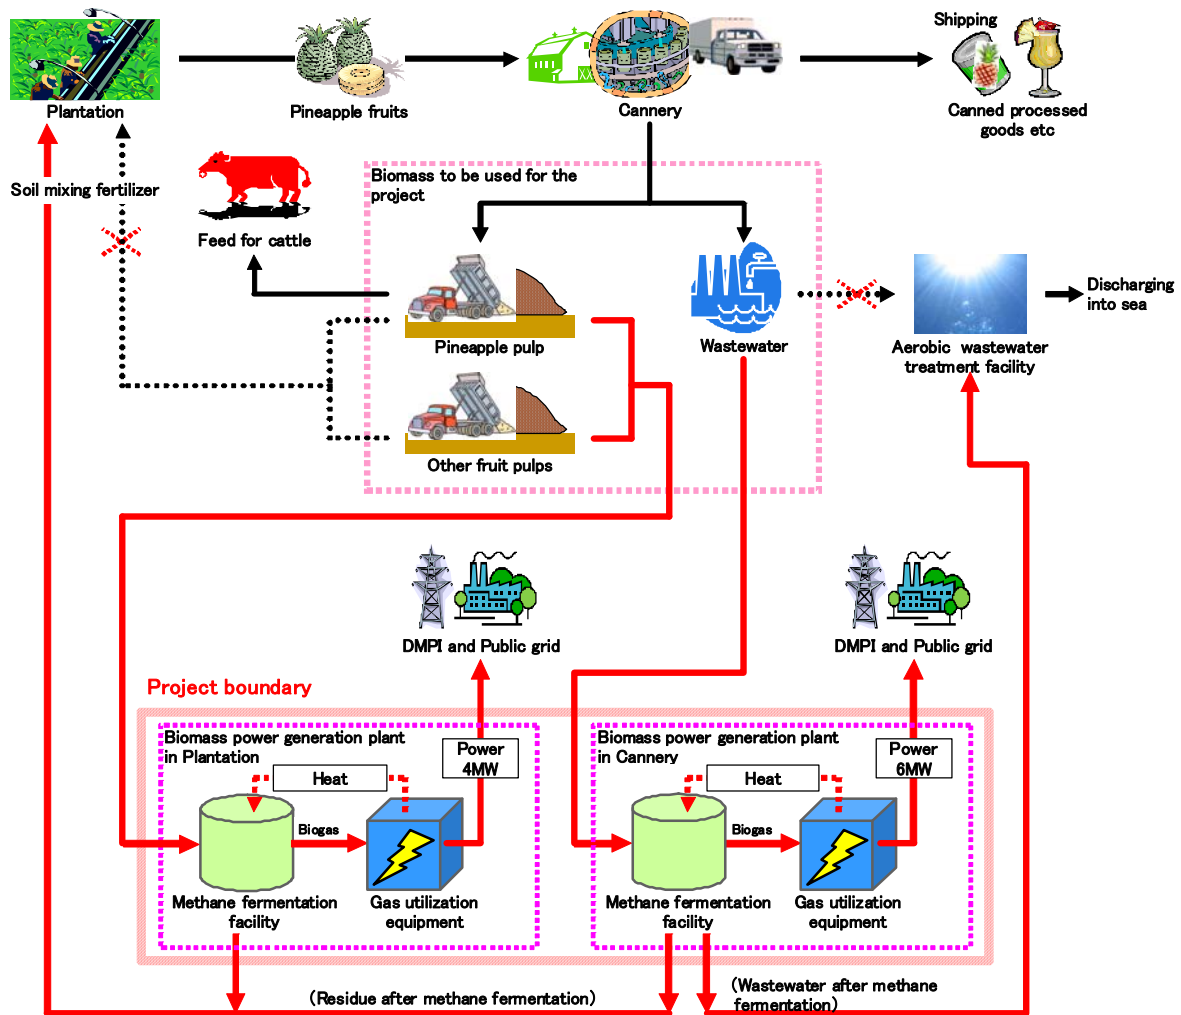 Shipping
Plantation
Pineapple fruits
Cannery
Canned processed
goods etc
Soil mixing fertilizer
Biomass to be used for the
project
Feed for cattle
Discharging
into sea
Pineapple pulp
Wastewater
Aerobic wastewater
treatment facility
Other fruit pulps
DMPI and Public grid
DMPI and Public grid
Project boundary
Biomass power generation plant
in Plantation
Power
4MW
Heat
Biogas
Methane fermentation
facility
Gas utilization
equipment
Biomass power generation plant
in Cannery
Power
6MW
Heat
Biogas
Methane fermentation
facility
Gas utilization
equipment
(Residue after methane fermentation)
(Wastewater after methane
fermentation)